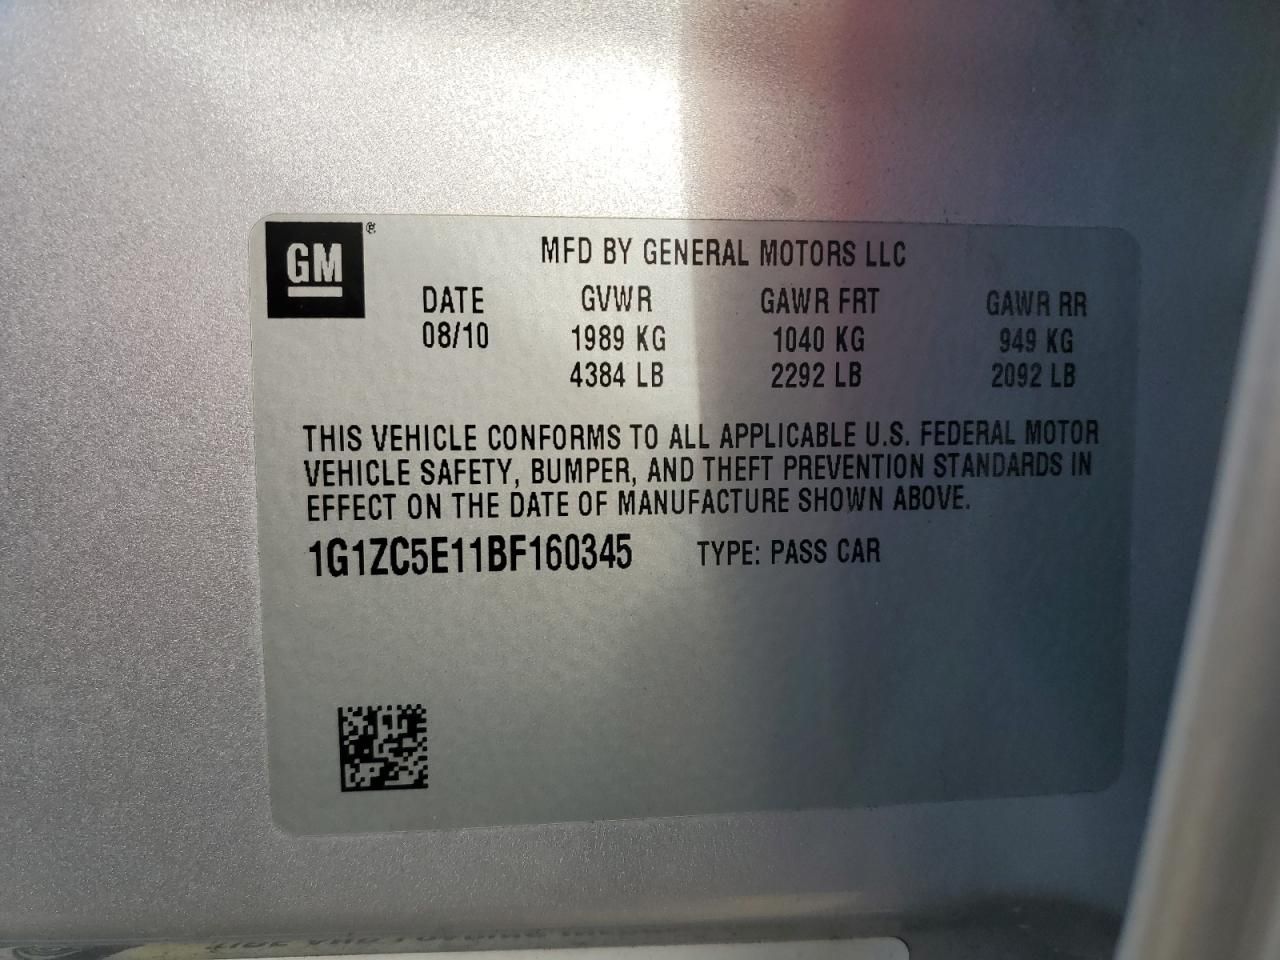 GM®
MFD BY GENERAL MOTORS LLC
DATE GVWR GAWR FRT GAWR RR
08/10 1989 KG 1040 KG 949 KG
4384 LB 2292 LB 2092 LB
THIS VEHICLE CONFORMS TO ALL APPLICABLE U.S. FEDERAL MOTOR
VEHICLE SAFETY, BUMPER, AND THEFT PREVENTION STANDARDS IN
EFFECT ON THE DATE OF MANUFACTURE SHOWN ABOVE.
1G1ZC5E11BF160345 TYPE: PASS CAR